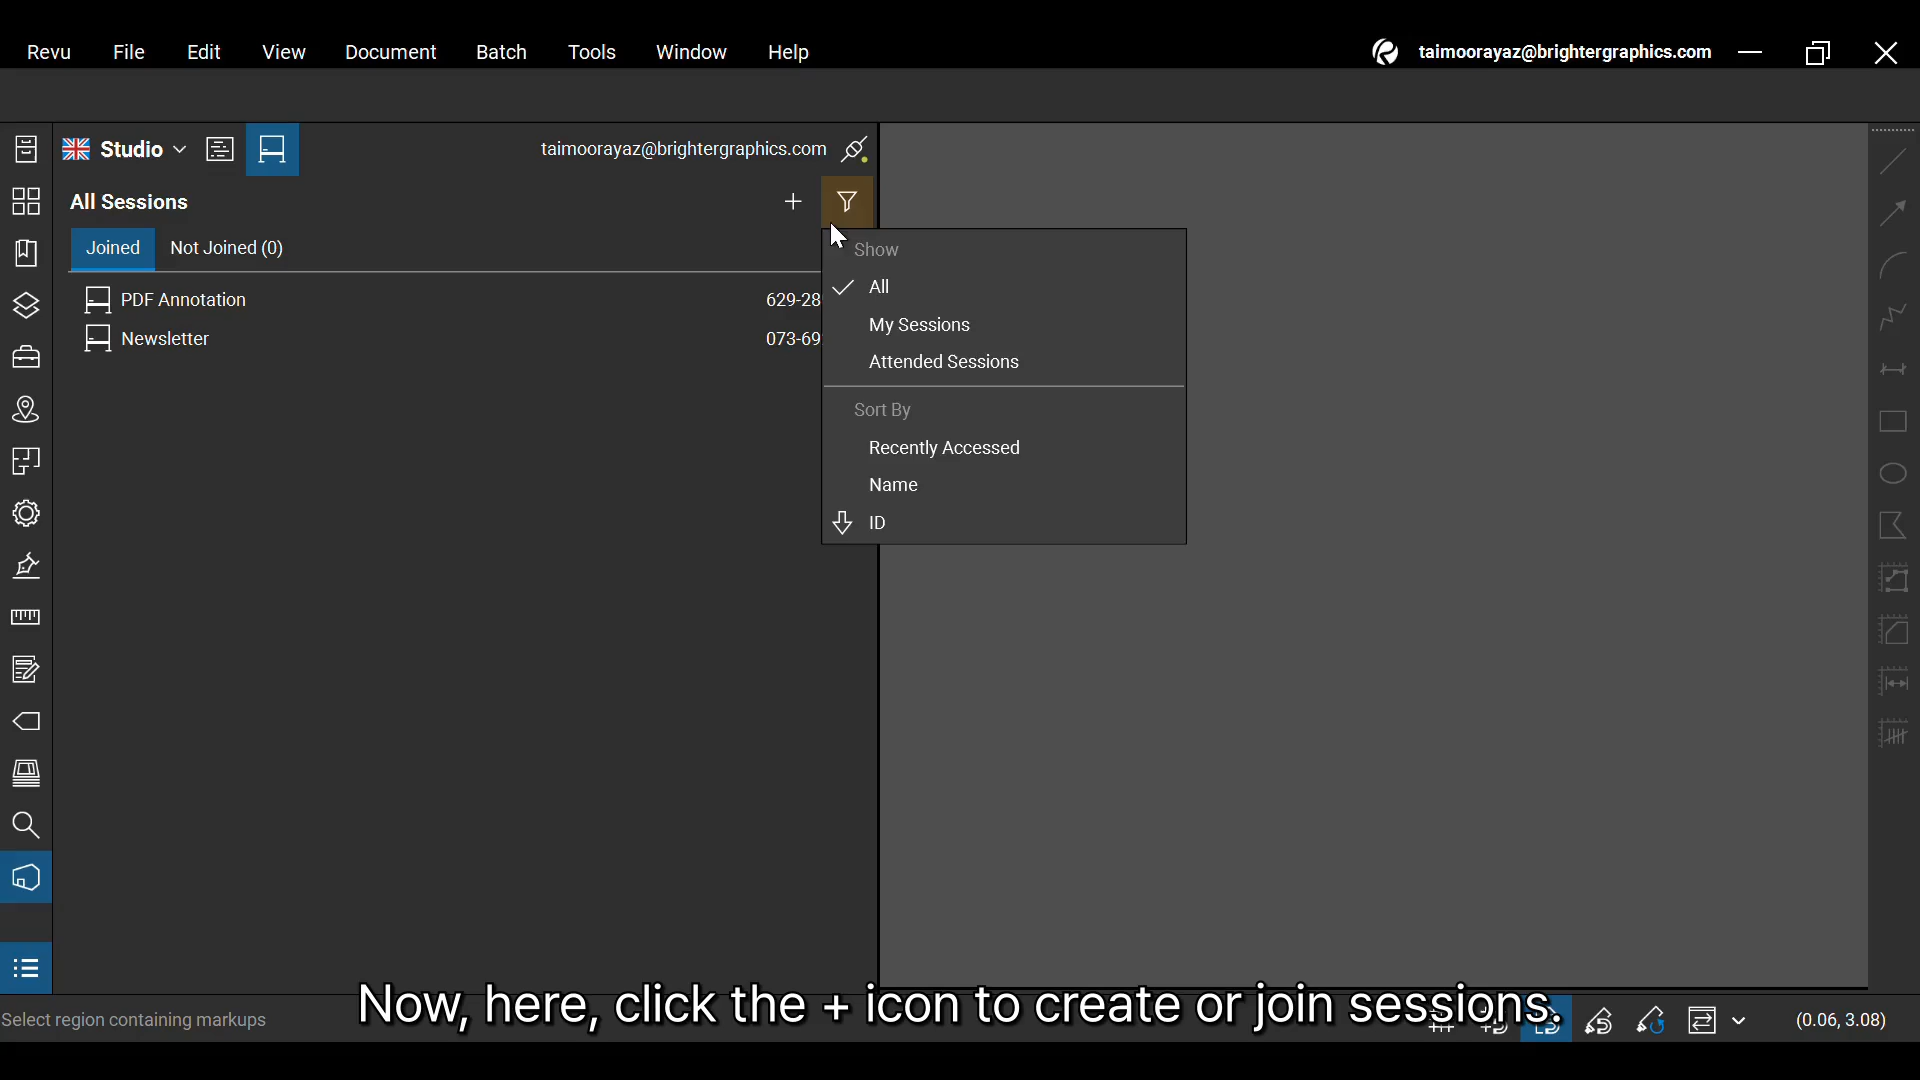 Revu File Edit View Document Batch Tools Window Help taimoorayaz@brightergraphics.com
Studio taimoorayaz@brightergraphics.com
All Sessions
Joined Not Joined (0)
PDF Annotation 629-28
Newsletter 073-69
Show
All
My Sessions
Attended Sessions
Sort By
Recently Accessed
Name
ID
Now, here, click the + icon to create or join sessions.
Select region containing markups (0.06, 3.08)